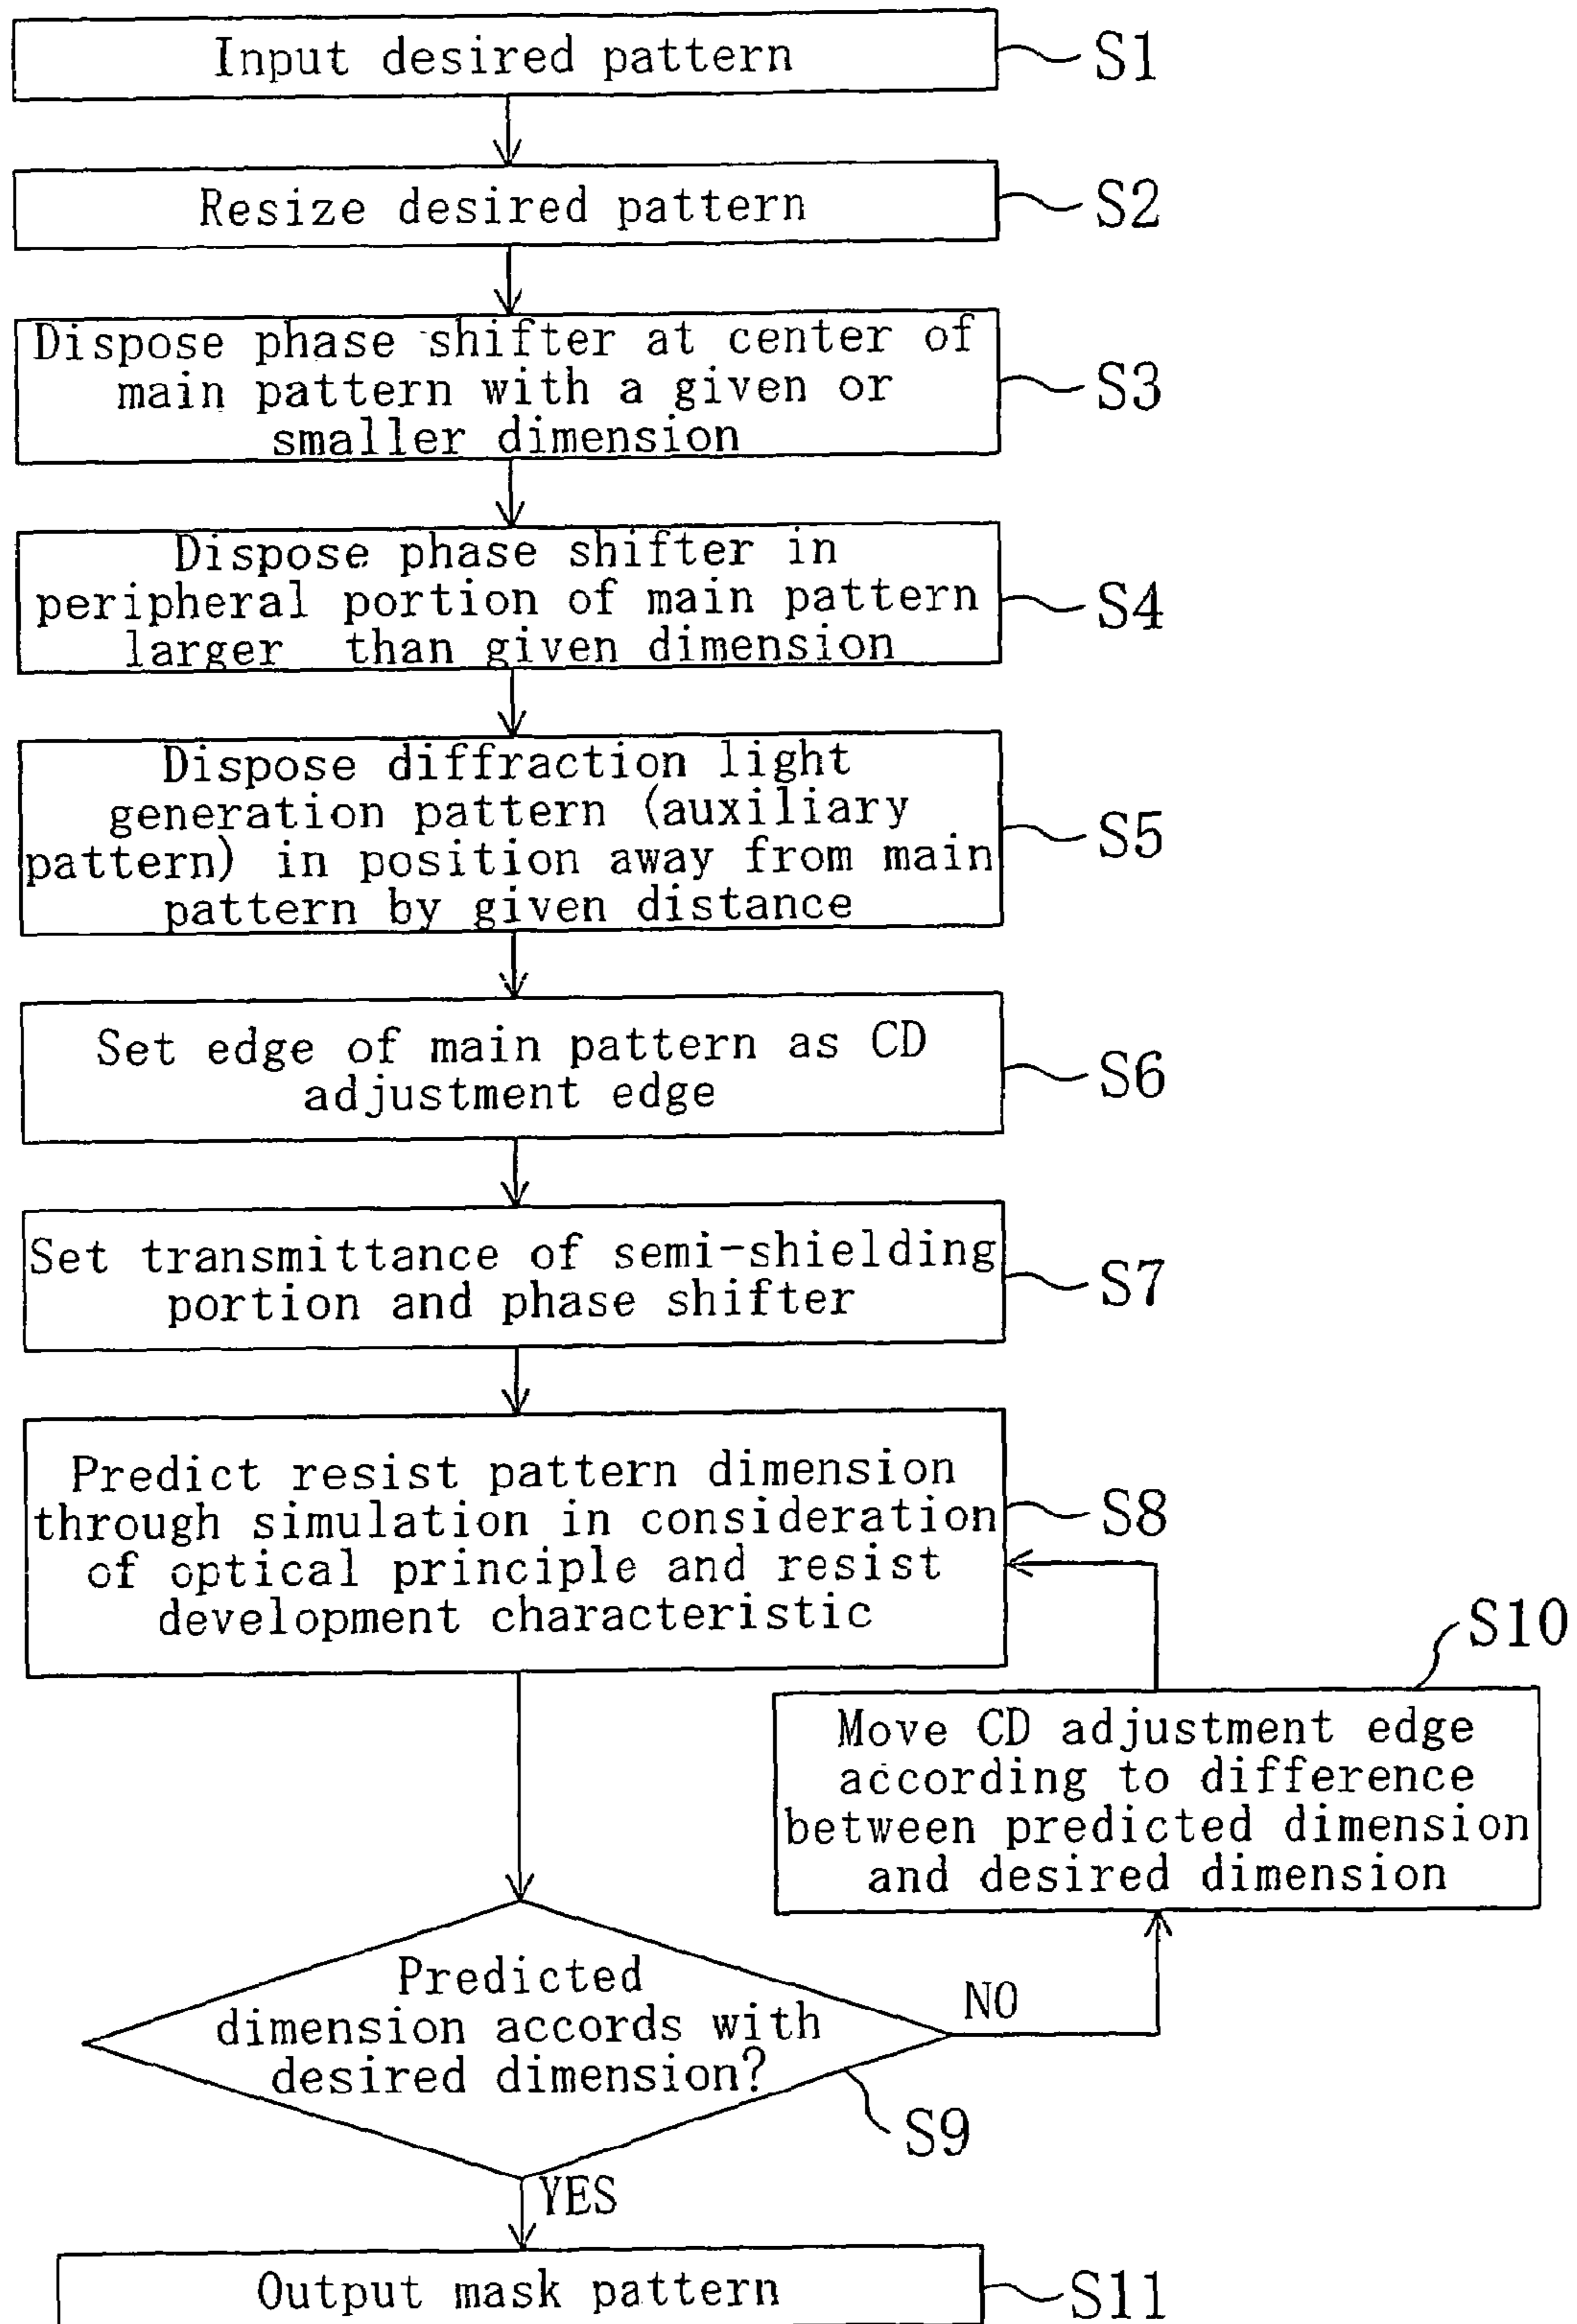 Input desired pattern
S1
Resize desired pattern
S2
Dispose phase shifter at center of
main pattern with a given or
smaller dimension
S3
Dispose phase shifter in
peripheral portion of main pattern
larger than given dimension
S4
Dispose diffraction light
generation pattern (auxiliary
pattern) in position away from main
pattern by given distance
S5
Set edge of main pattern as CD
adjustment edge
S6
Set transmittance of semi-shielding
portion and phase shifter
S7
Predict resist pattern dimension
through simulation in consideration
of optical principle and resist
development characteristic
S8
S10
Move CD adjustment edge
according to difference
between predicted dimension
and desired dimension
Predicted
dimension accords with
desired dimension?
NO
S9
YES
Output mask pattern
S11